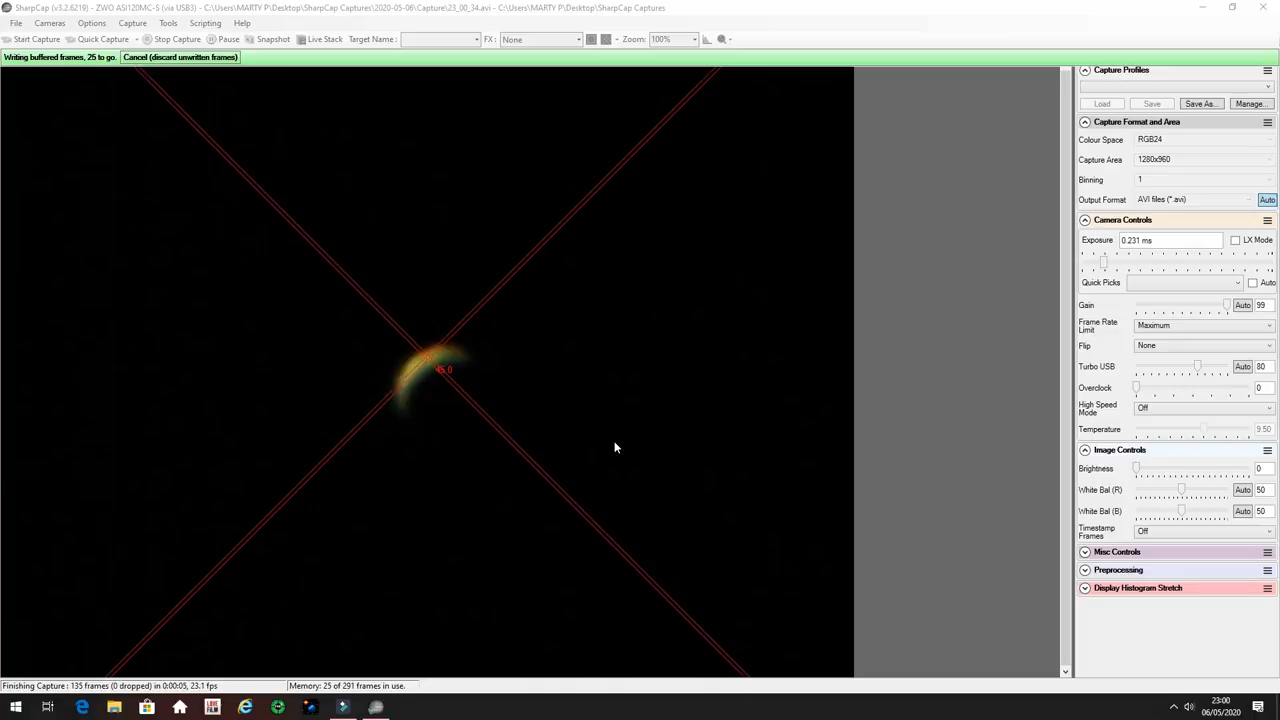 SharpCap (v3.2.6219) - ZWO ASI120MC-S (via USB3) - C:\Users\MARTY P\Desktop\SharpCap Captures\2020-05-06\Capture\23_00_34.avi - C:\Users\MARTY P\Desktop\SharpCap Captures
File Cameras Options Capture Tools Scripting Help
Start Capture Quick Capture Stop Capture Pause Snapshot Live Stack Target Name: FX : None Zoom: 100%
Writing buffered frames, 25 to go. Cancel (discard unwritten frames)
Capture Profiles
Load Save Save As... Manage...
Capture Format and Area
Colour Space RGB24
Capture Area 1280x960
Binning 1
Output Format AVI files (*.avi) Auto
Camera Controls
Exposure 0.231 ms LX Mode
Quick Picks Auto
Gain Auto 99
Frame Rate Limit Maximum
Flip None
Turbo USB Auto 80
Overclock 0
High Speed Mode Off
Temperature 9.50
Image Controls
Brightness 0
White Bal (R) Auto 50
White Bal (B) Auto 50
Timestamp Frames Off
Misc Controls
Preprocessing
Display Histogram Stretch
45.0
Finishing Capture : 135 frames (0 dropped) in 0:00:05, 23.1 fps Memory: 25 of 291 frames in use.
LOVE FILM
23:00
06/05/2020